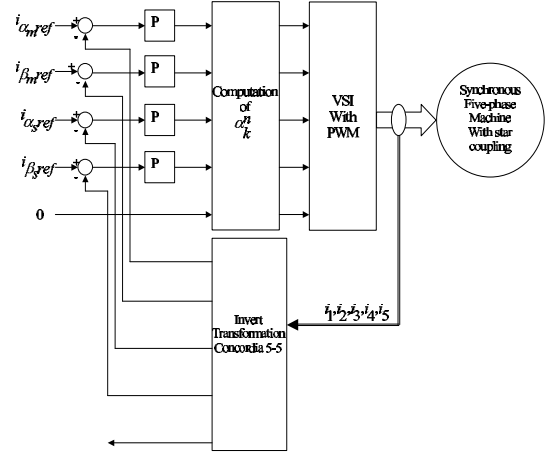 iαmref
+
-
P
iβmref
+
-
P
iαsref
+
-
P
iβsref
+
-
P
0
Computation
of
αnk
VSI
With
PWM
Synchronous
Five-phase
Machine
With star
coupling
i1,i2,i3,i4,i5
Invert
Transformation
Concordia 5-5